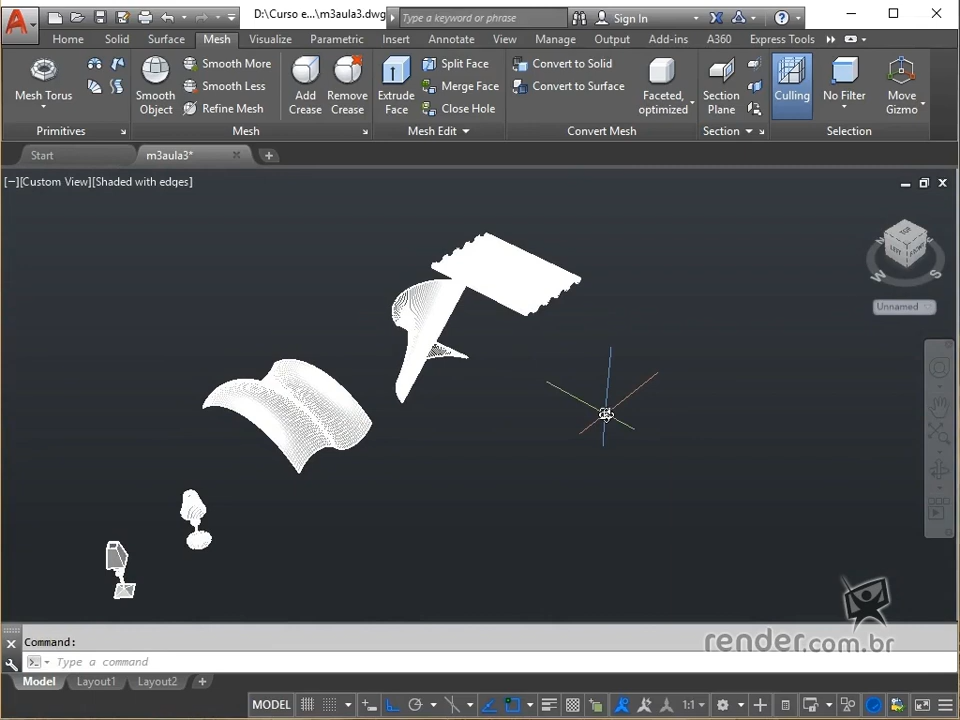 D:\Curso e...\m3aula3.dwg
Type a keyword or phrase
Sign In
Home Solid Surface Mesh Visualize Parametric Insert Annotate View Manage Output Add-ins A360 Express Tools
Mesh Torus
Smooth Object
Smooth More
Smooth Less
Refine Mesh
Add Crease
Remove Crease
Extrude Face
Split Face
Merge Face
Close Hole
Convert to Solid
Convert to Surface
Faceted, optimized
Section Plane
Culling
No Filter
Move Gizmo
Primitives Mesh Mesh Edit Convert Mesh Section Selection
Start m3aula3*
[−][Custom View][Shaded with edges]
TOP
W S
Unnamed
render.com.br
Command:
Type a command
Model Layout1 Layout2
MODEL 1:1